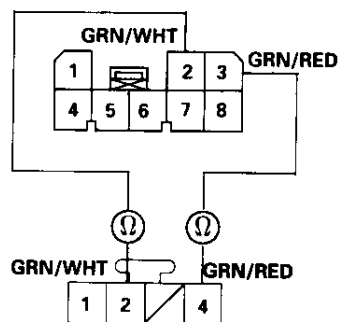 GRN/WHT
GRN/RED
1 2 3
4 5 6 7 8
Ω Ω
GRN/WHT GRN/RED
1 2 4